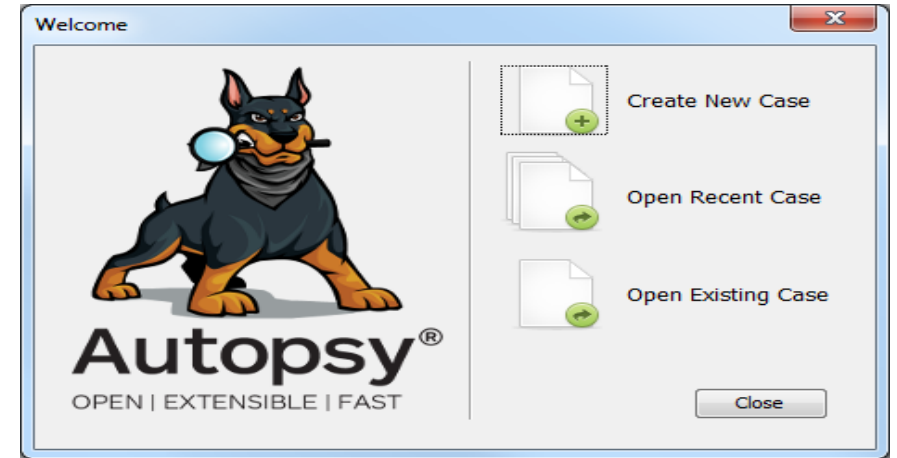 Welcome
Create New Case
Open Recent Case
Open Existing Case
Autopsy®
OPEN | EXTENSIBLE | FAST
Close